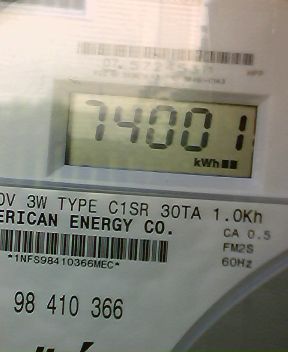 74001
kWh
0V 3W TYPE C1SR 30TA 1.0Kh
ERICAN ENERGY CO.
CA 0.5
FM2S
60Hz
*1NFS98410366MEC*
98 410 366